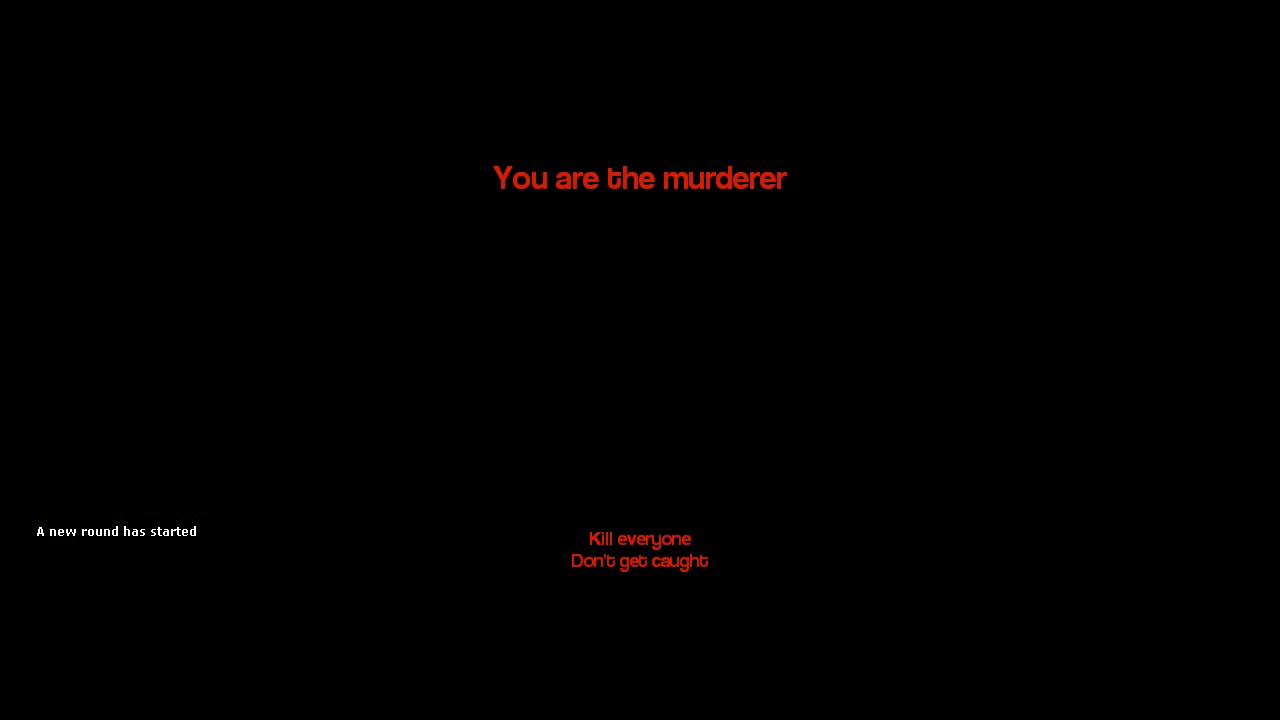 You are the murderer
A new round has started
Kill everyone
Don't get caught